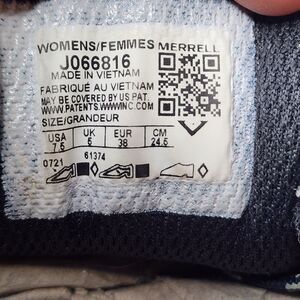 WOMENS/FEMMES MERRELL
J066816
MADE IN VIETNAM
FABRIQUÉ AU VIETNAM
MAY BE COVERED BY US PAT.
WWW.PATENTS.WWWINC.COM
SIZE/GRANDEUR
USA UK EUR CM
7.5 5 38 24.5
61374
0721